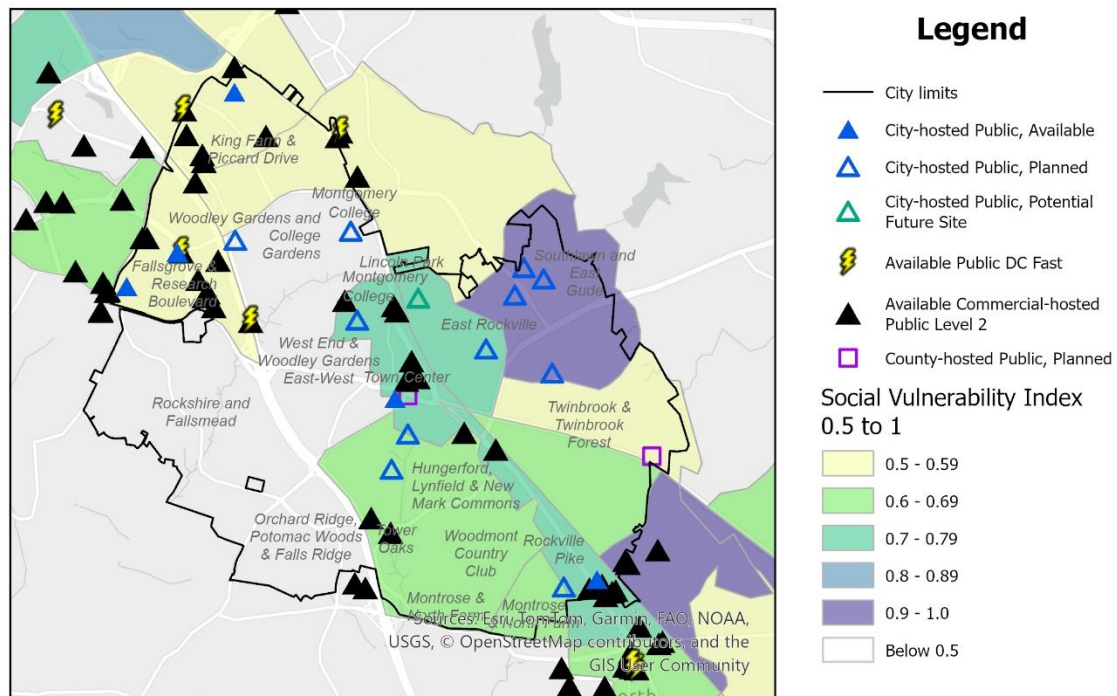 King Farm &
Piccard Drive
Montgomery
College
Woodley Gardens and
College
Gardens
Fallsgrove &
Research
Boulevard
Lincoln Park
Montgomery
College
Southlawn and
East
Gude
East Rockville
West End &
Woodley Gardens
East-West
Town Center
Rockshire and
Fallsmead
Twinbrook &
Twinbrook
Forest
Hungerford,
Lynfield & New
Mark Commons
Orchard Ridge,
Potomac Woods
& Falls Ridge
Tower
Oaks
Woodmont
Country
Club
Rockville
Pike
Montrose &
North Farm
Montrose
& North Farm
Sources: Esri, TomTom, Garmin, FAO, NOAA,
USGS, © OpenStreetMap contributors, and the
GIS User Community
North
Legend
City limits
City-hosted Public, Available
City-hosted Public, Planned
City-hosted Public, Potential
Future Site
Available Public DC Fast
Available Commercial-hosted
Public Level 2
County-hosted Public, Planned
Social Vulnerability Index
0.5 to 1
0.5 - 0.59
0.6 - 0.69
0.7 - 0.79
0.8 - 0.89
0.9 - 1.0
Below 0.5